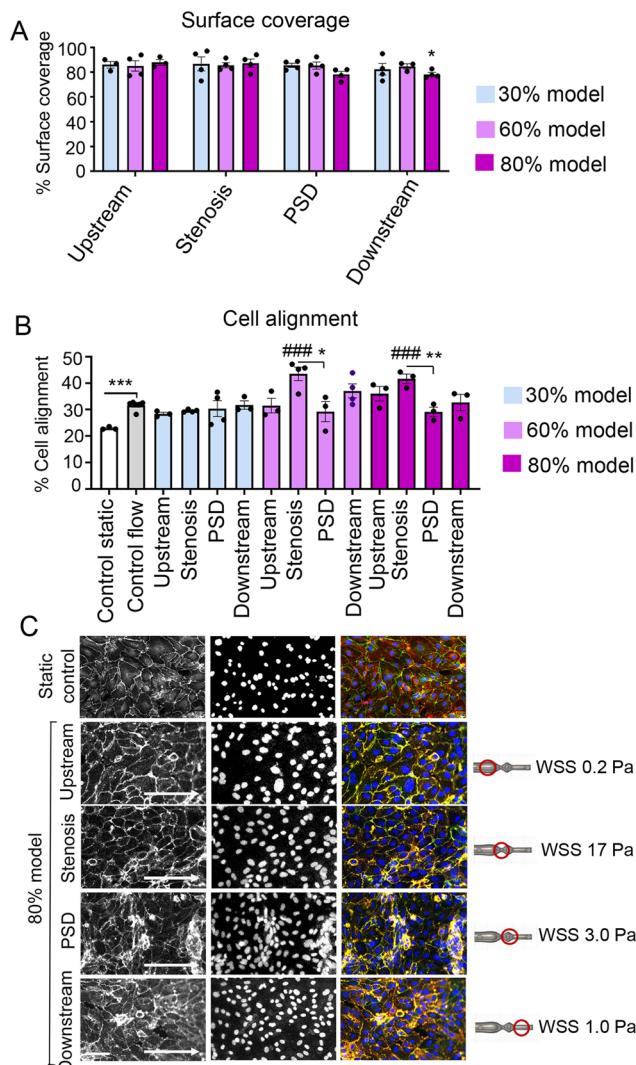 A
Surface coverage
% Surface coverage
100
80
60
40
20
0
*
Upstream
Stenosis
PSD
Downstream
30% model
60% model
80% model
B
Cell alignment
% Cell alignment
50
40
30
20
10
0
***
###
*
###
**
Control static
Control flow
Upstream
Stenosis
PSD
Downstream
Upstream
Stenosis
PSD
Downstream
Upstream
Stenosis
PSD
Downstream
30% model
60% model
80% model
C
Static
control
80% model
Upstream
WSS 0.2 Pa
Stenosis
WSS 17 Pa
PSD
WSS 3.0 Pa
Downstream
WSS 1.0 Pa